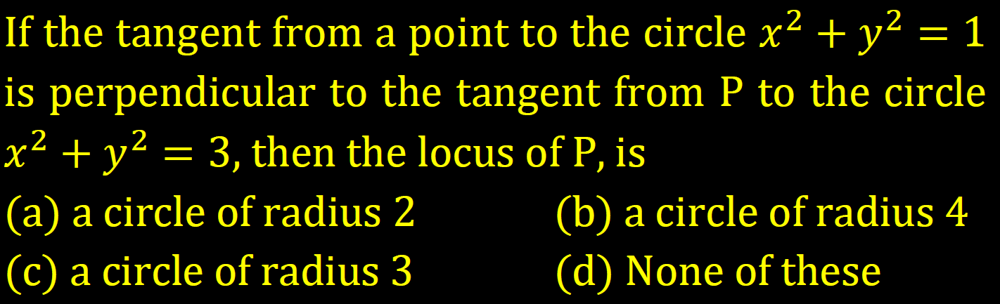 If the tangent from a point to the circle x² + y² = 1
is perpendicular to the tangent from P to the circle
x² + y² = 3, then the locus of P, is
(a) a circle of radius 2 (b) a circle of radius 4
(c) a circle of radius 3 (d) None of these